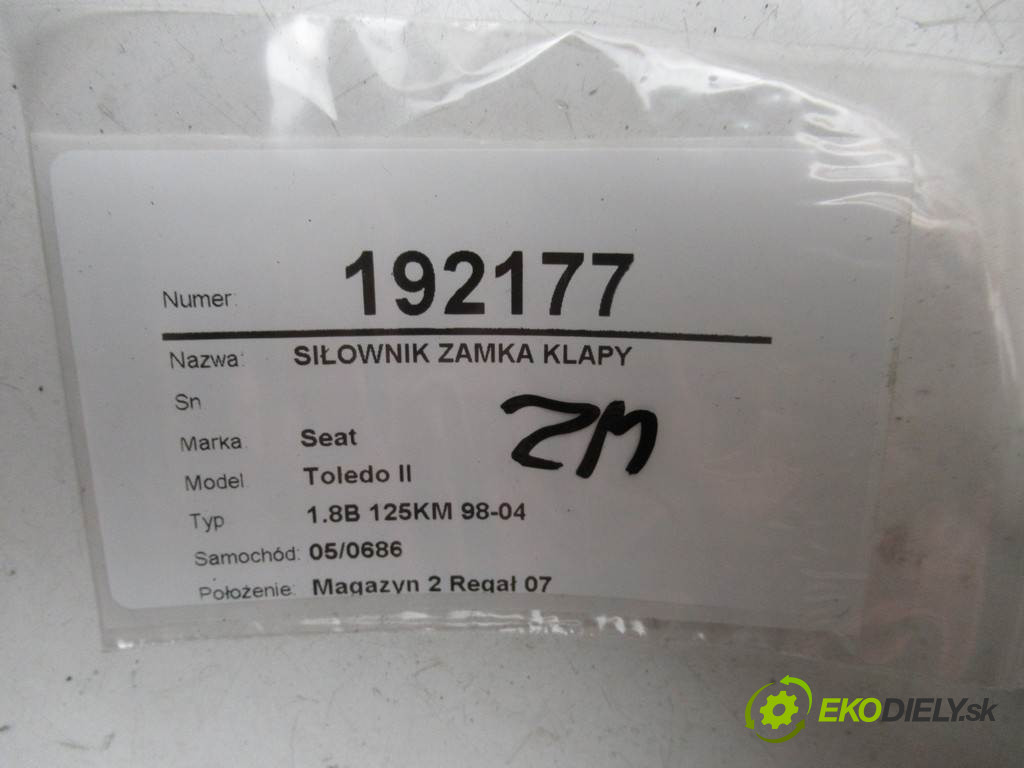 Numer: 192177
Nazwa: SIŁOWNIK ZAMKA KLAPY
Sn
Marka Seat
ZM
Model Toledo II
Typ 1.8B 125KM 98-04
Samochód: 05/0686
Położenie: Magazyn 2 Regał 07
EKODIELY.sk